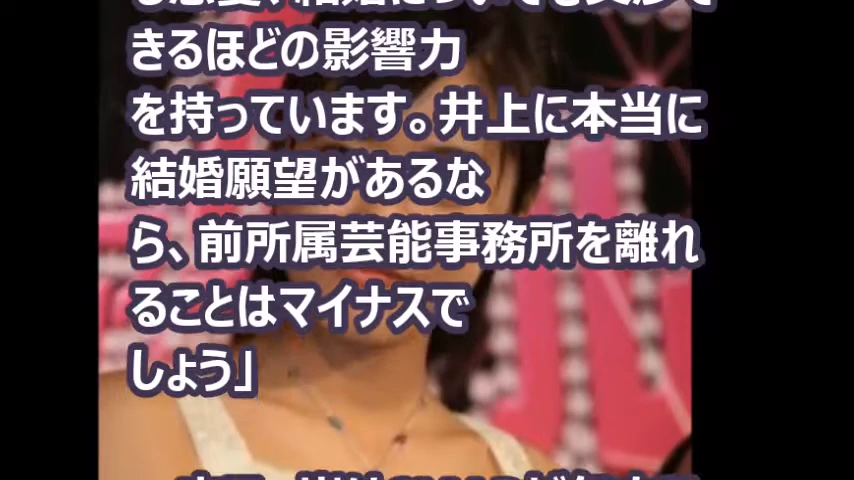 きるほどの影響力
を持っています。井上に本当に
結婚願望があるな
ら、前所属芸能事務所を離れ
ることはマイナスで
しょう」